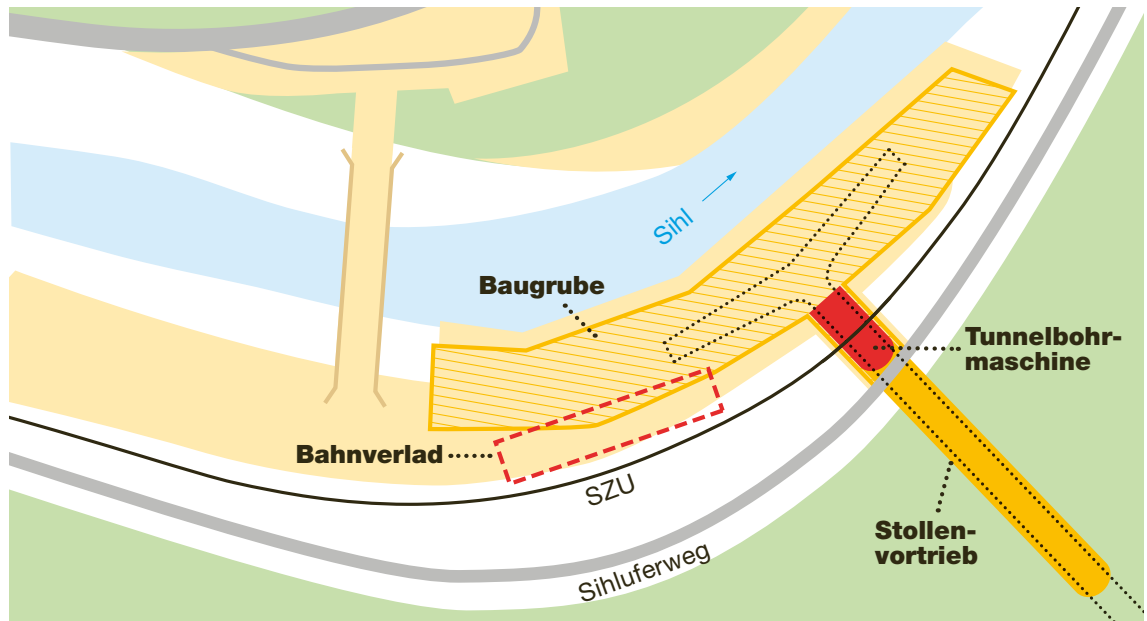 Sihl
Baugrube
Tunnelbohr-
maschine
Bahnverlad
SZU
Stollen-
vortrieb
Sihluferweg